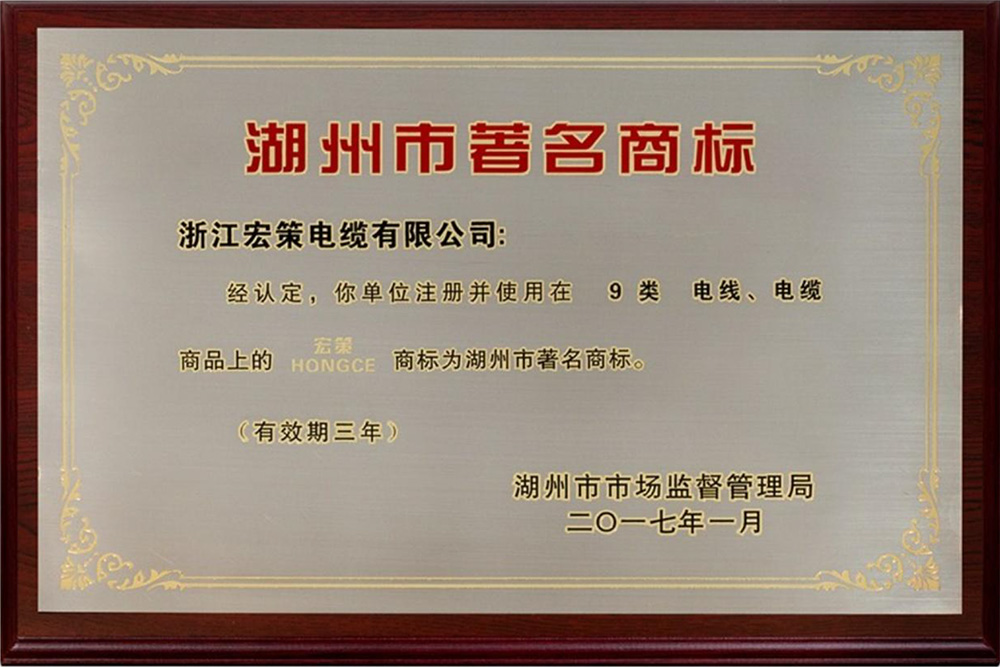 湖州市著名商标
浙江宏策电缆有限公司:
经认定，你单位注册并使用在 9 类 电线、电缆
宏策
商品上的 HONGCE 商标为湖州市著名商标。
（有效期三年）
湖州市市场监督管理局
二〇一七年一月